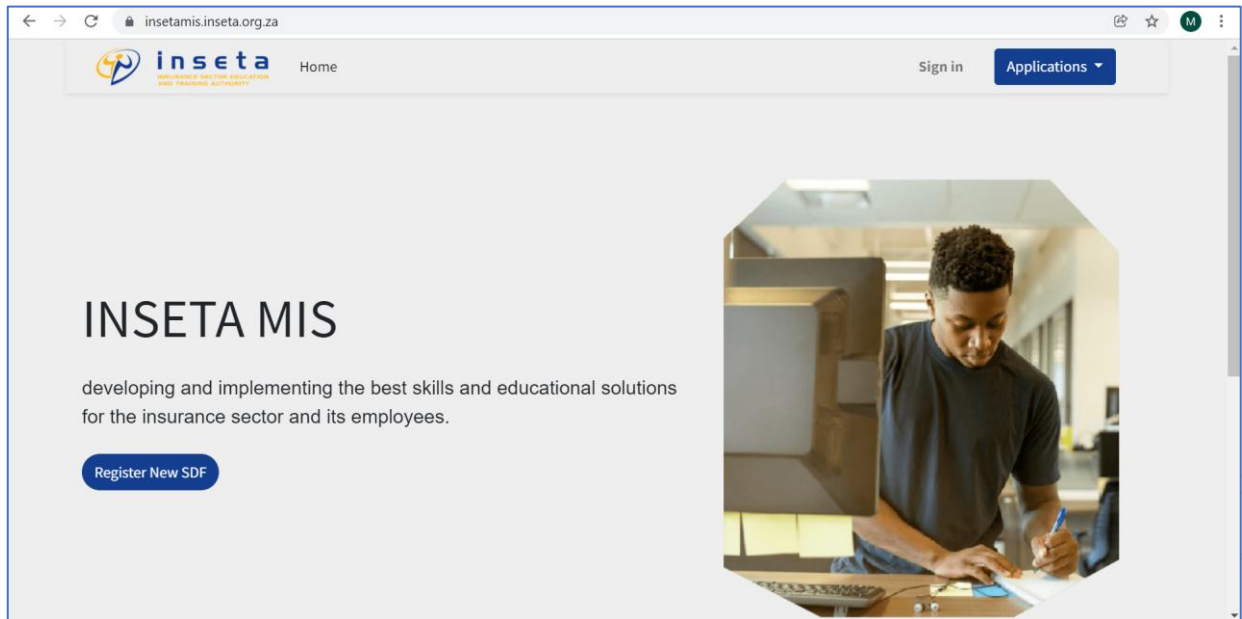 insetamis.inseta.org.za
M
inseta
INSURANCE SECTOR EDUCATION
AND TRAINING AUTHORITY
Home
Sign in
Applications
INSETA MIS
developing and implementing the best skills and educational solutions
for the insurance sector and its employees.
Register New SDF